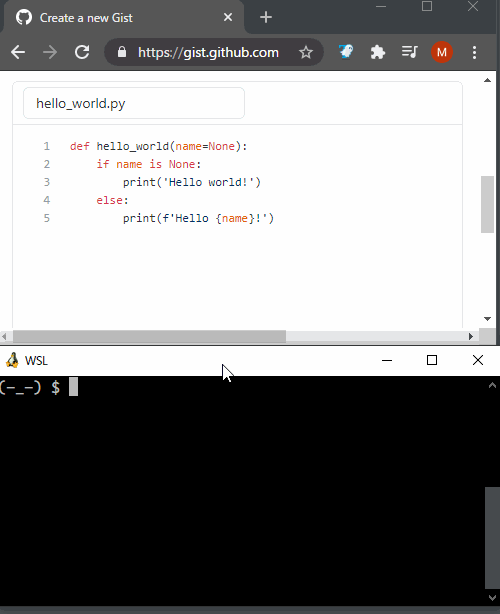 Create a new Gist
https://gist.github.com
M
hello_world.py
1 def hello_world(name=None):
2     if name is None:
3         print('Hello world!')
4     else:
5         print(f'Hello {name}!')
WSL
(-_-) $